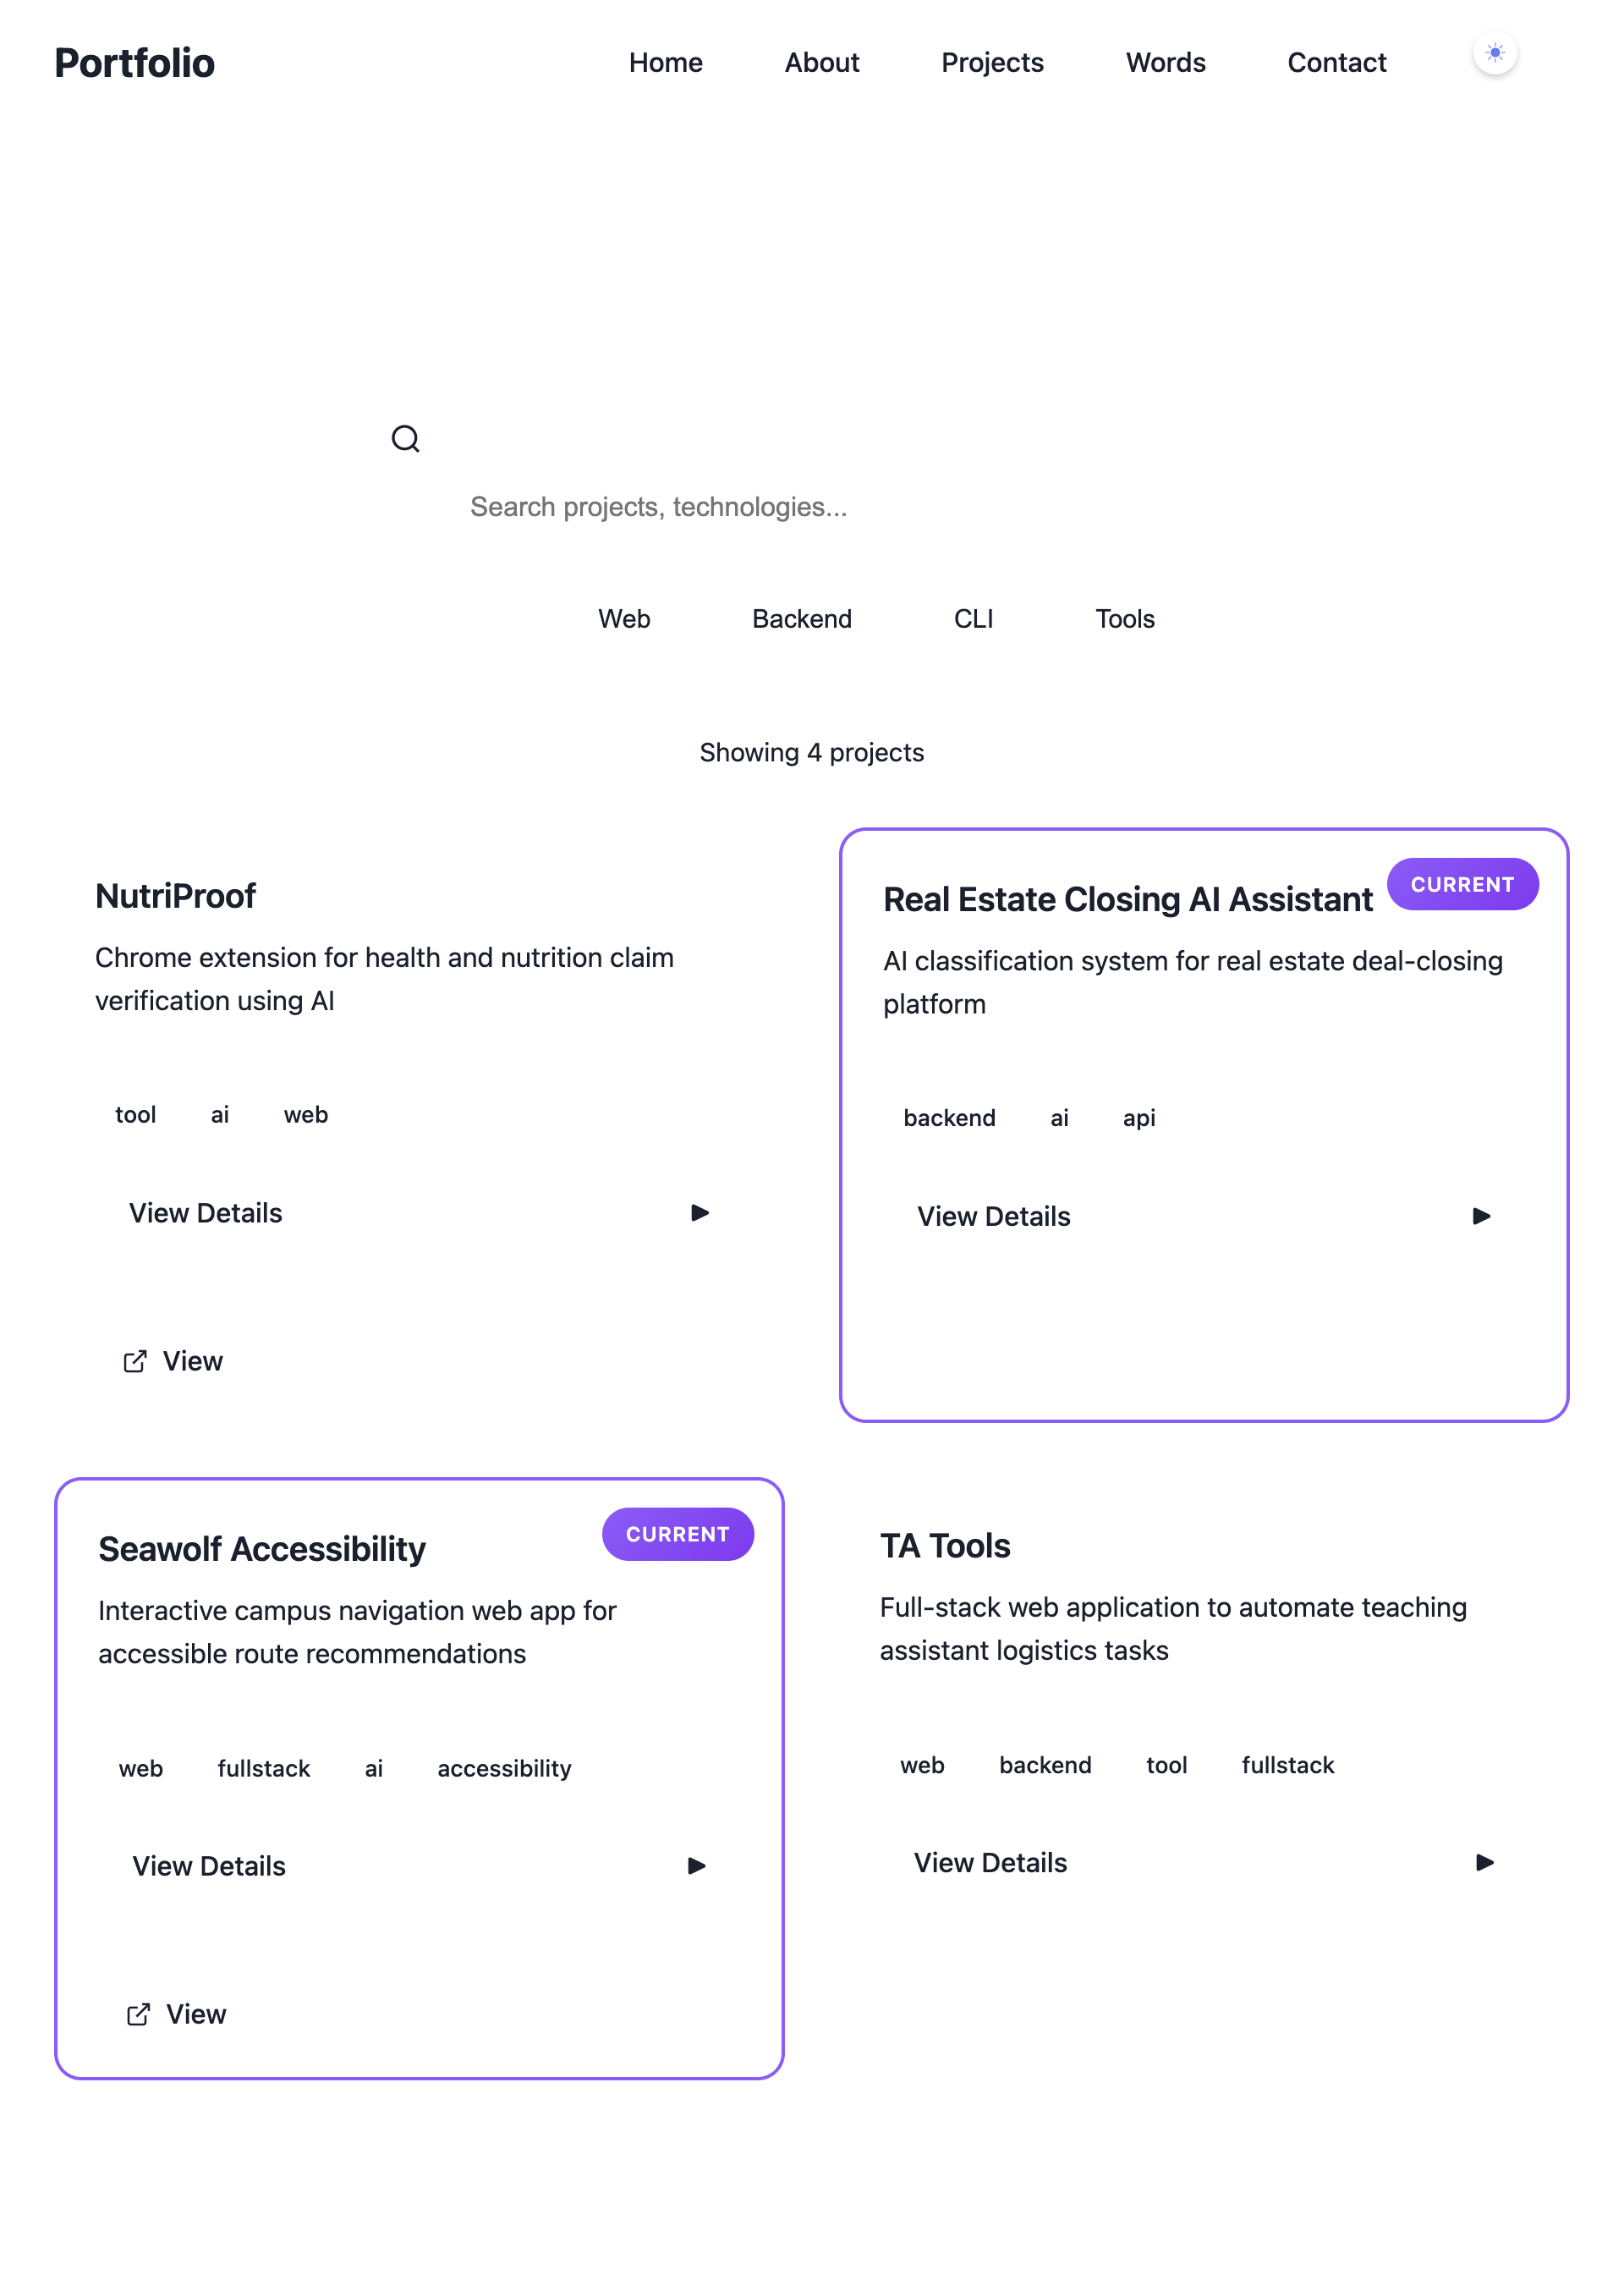 Portfolio
Home About Projects Words Contact
Search projects, technologies...
Web Backend CLI Tools
Showing 4 projects
NutriProof
Chrome extension for health and nutrition claim
verification using AI
tool ai web
View Details
View
CURRENT
Real Estate Closing AI Assistant
AI classification system for real estate deal-closing
platform
backend ai api
View Details
CURRENT
Seawolf Accessibility
Interactive campus navigation web app for
accessible route recommendations
web fullstack ai accessibility
View Details
View
TA Tools
Full-stack web application to automate teaching
assistant logistics tasks
web backend tool fullstack
View Details